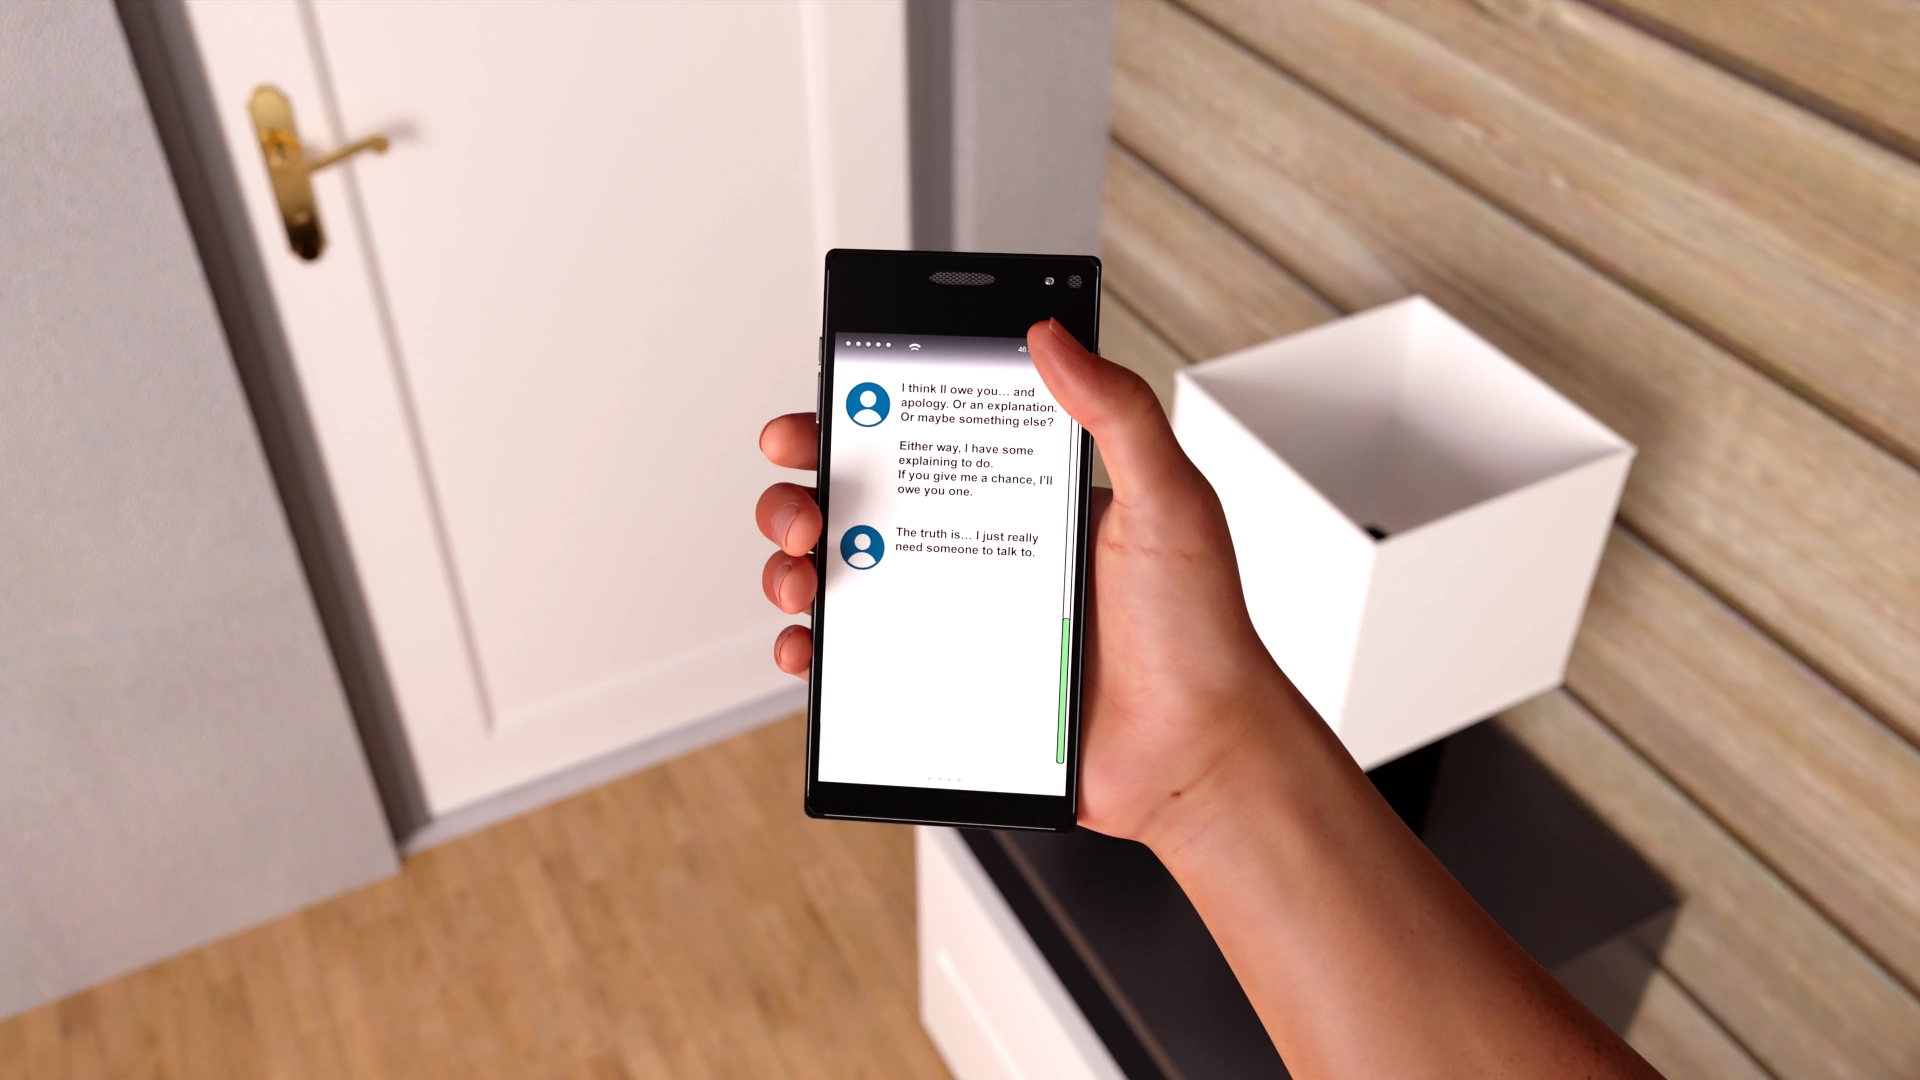 46
I think II owe you... and
apology. Or an explanation.
Or maybe something else?
Either way, I have some
explaining to do.
If you give me a chance, I'll
owe you one.
The truth is... I just really
need someone to talk to.